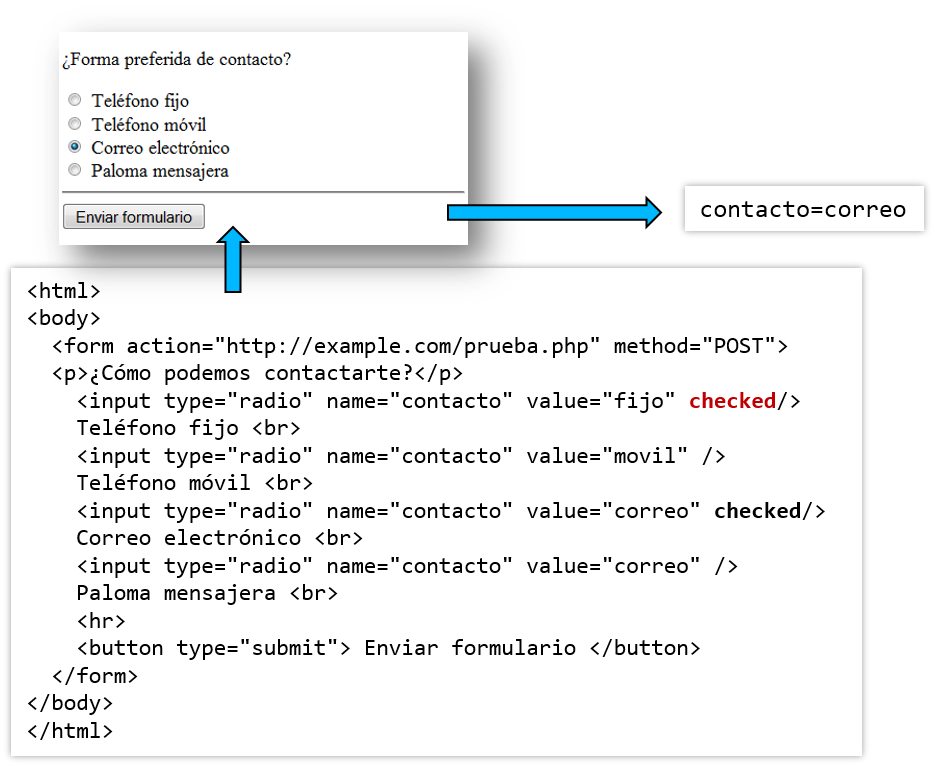 ¿Forma preferida de contacto?
Teléfono fijo
Teléfono móvil
Correo electrónico
Paloma mensajera
Enviar formulario
contacto=correo
<html>
<body>
<form action="http://example.com/prueba.php" method="POST">
<p>¿Cómo podemos contactarte?</p>
<input type="radio" name="contacto" value="fijo" checked/>
Teléfono fijo <br>
<input type="radio" name="contacto" value="movil" />
Teléfono móvil <br>
<input type="radio" name="contacto" value="correo" checked/>
Correo electrónico <br>
<input type="radio" name="contacto" value="correo" />
Paloma mensajera <br>
<hr>
<button type="submit"> Enviar formulario </button>
</form>
</body>
</html>